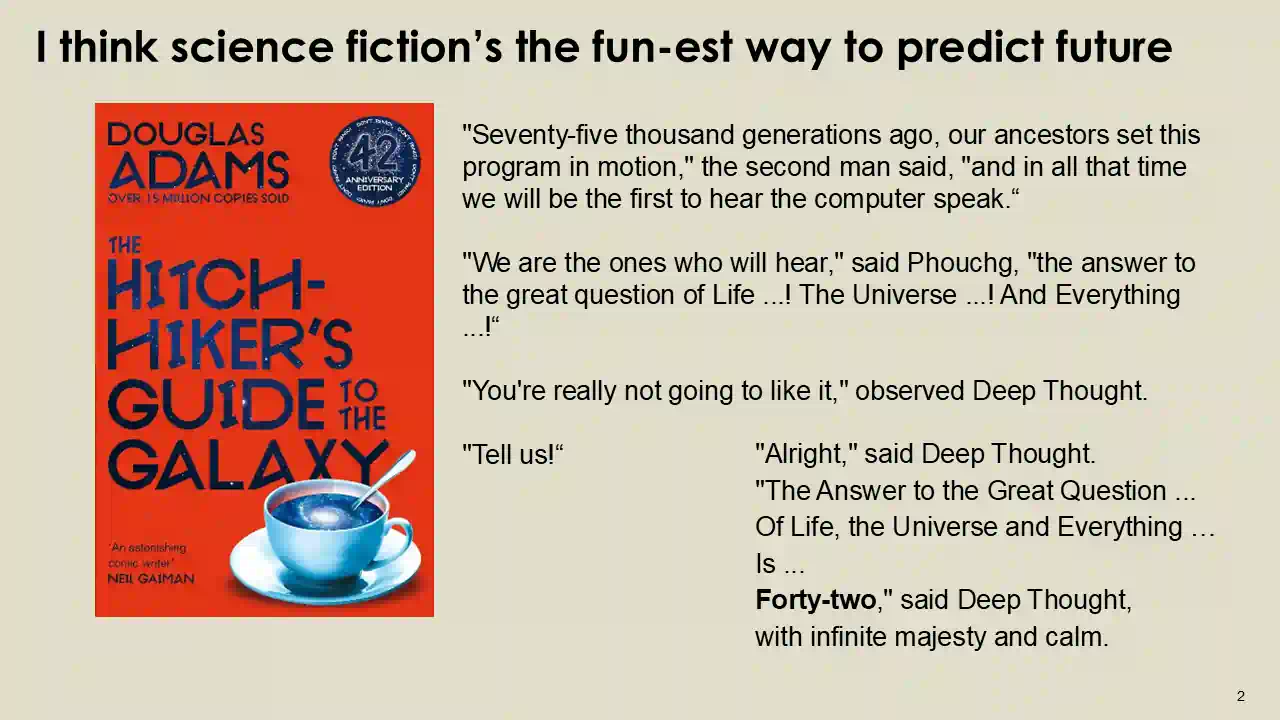 I think science fiction’s the fun-est way to predict future
DOUGLAS
ADAMS
OVER 15 MILLION COPIES SOLD
DON'T PANIC!
42
ANNIVERSARY
EDITION
THE
HITCH-
HIKER’S
GUIDE TO
THE
GALAXY
‘An astonishing
comic writer’
NEIL GAIMAN
"Seventy-five thousand generations ago, our ancestors set this
program in motion," the second man said, "and in all that time
we will be the first to hear the computer speak.“
"We are the ones who will hear," said Phouchg, "the answer to
the great question of Life ...! The Universe ...! And Everything
...!“
"You're really not going to like it," observed Deep Thought.
"Tell us!“
"Alright," said Deep Thought.
"The Answer to the Great Question ...
Of Life, the Universe and Everything …
Is ...
Forty-two," said Deep Thought,
with infinite majesty and calm.
2